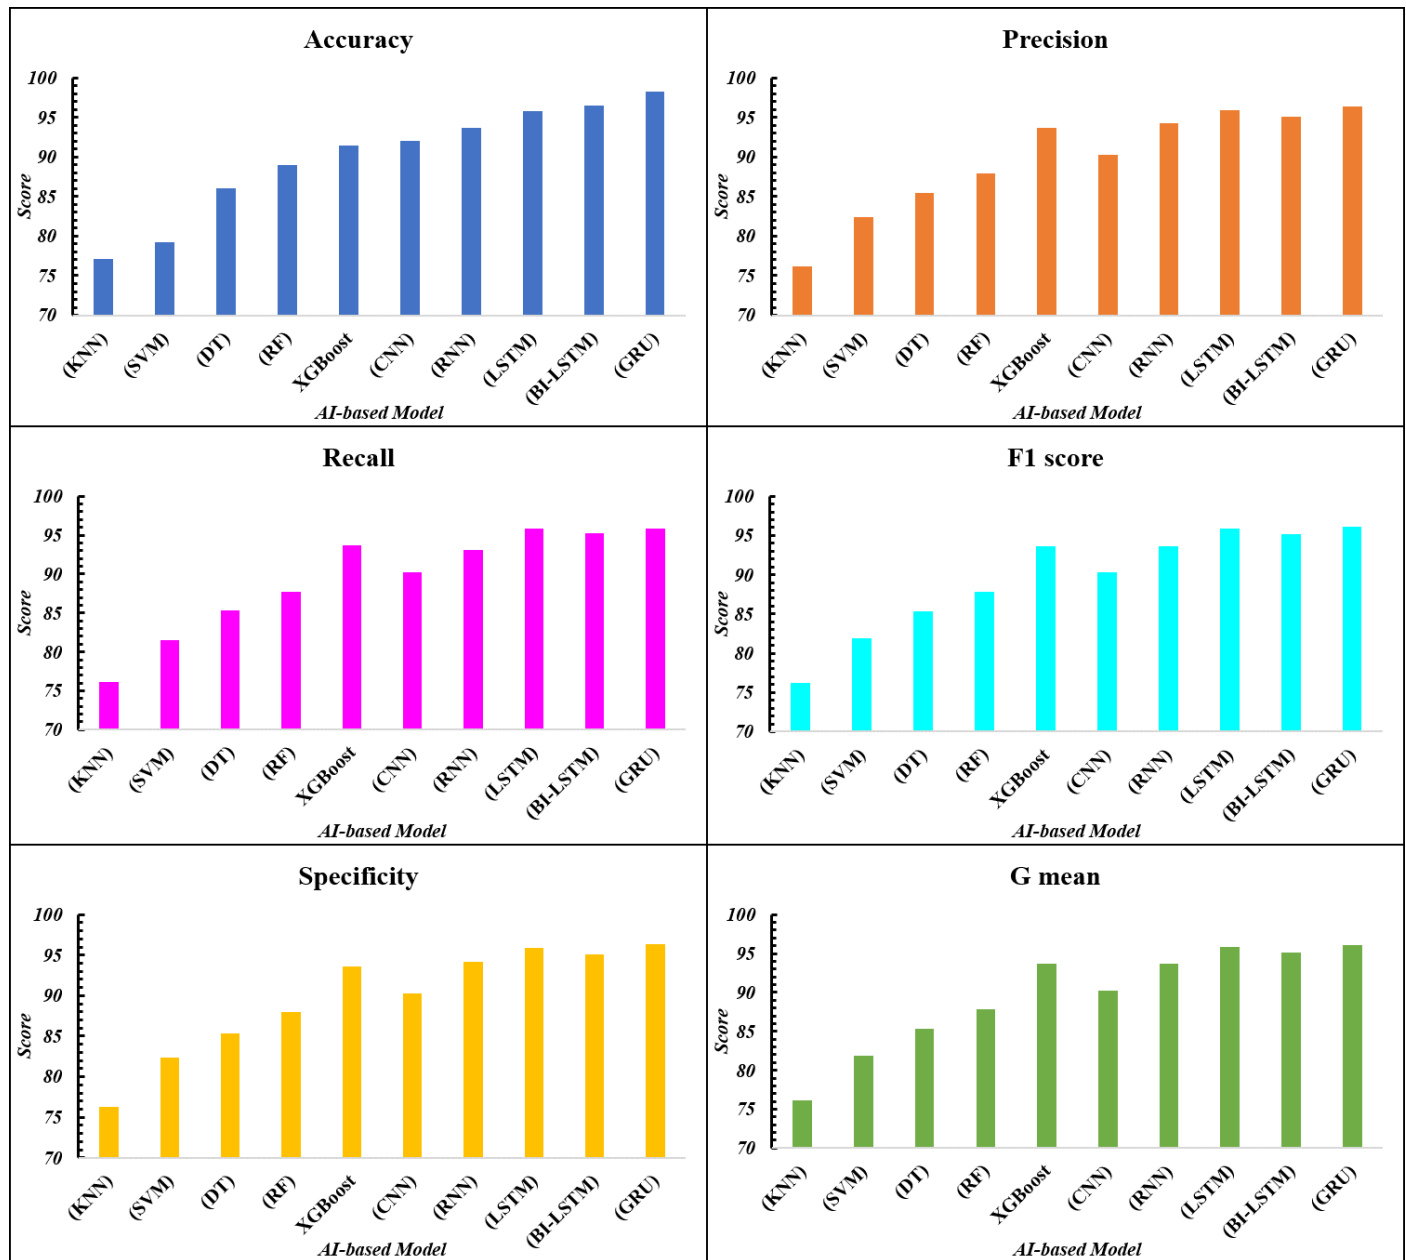 Accuracy
100
95
90
85
80
75
70
Score
(KNN)
(SVM)
(DT)
(RF)
XGBoost
(CNN)
(RNN)
(LSTM)
(BI-LSTM)
(GRU)
AI-based Model
Precision
100
95
90
85
80
75
70
Score
(KNN)
(SVM)
(DT)
(RF)
XGBoost
(CNN)
(RNN)
(LSTM)
(BI-LSTM)
(GRU)
AI-based Model
Recall
100
95
90
85
80
75
70
Score
(KNN)
(SVM)
(DT)
(RF)
XGBoost
(CNN)
(RNN)
(LSTM)
(BI-LSTM)
(GRU)
AI-based Model
F1 score
100
95
90
85
80
75
70
Score
(KNN)
(SVM)
(DT)
(RF)
XGBoost
(CNN)
(RNN)
(LSTM)
(BI-LSTM)
(GRU)
AI-based Model
Specificity
100
95
90
85
80
75
70
Score
(KNN)
(SVM)
(DT)
(RF)
XGBoost
(CNN)
(RNN)
(LSTM)
(BI-LSTM)
(GRU)
AI-based Model
G mean
100
95
90
85
80
75
70
Score
(KNN)
(SVM)
(DT)
(RF)
XGBoost
(CNN)
(RNN)
(LSTM)
(BI-LSTM)
(GRU)
AI-based Model